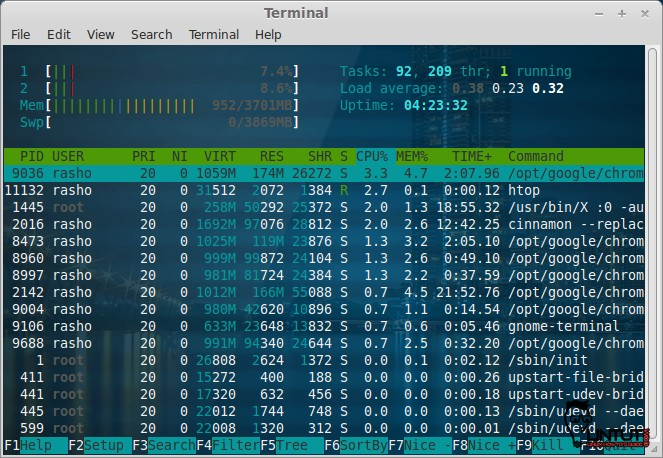 Terminal
File Edit View Search Terminal Help
1 [||| 7.4%] Tasks: 92, 209 thr; 1 running
2 [||| 8.6%] Load average: 0.38 0.23 0.32
Mem[|||||||||||||||||| 952/3701MB] Uptime: 04:23:32
Swp[ 0/3869MB]
PID USER PRI NI VIRT RES SHR S CPU% MEM% TIME+ Command
9036 rasho 20 0 1059M 174M 26272 S 3.3 4.7 2:07.96 /opt/google/chrom
11132 rasho 20 0 31512 2072 1384 R 2.7 0.1 0:00.12 htop
1445 root 20 0 258M 50292 25372 S 2.0 1.3 18:55.32 /usr/bin/X :0 -au
2016 rasho 20 0 1692M 97076 28812 S 2.0 2.6 12:42.25 cinnamon --replac
8473 rasho 20 0 1025M 119M 23876 S 1.3 3.2 2:05.10 /opt/google/chrom
8960 rasho 20 0 999M 99872 24104 S 1.3 2.6 0:49.10 /opt/google/chrom
8997 rasho 20 0 981M 81724 24384 S 1.3 2.2 0:37.59 /opt/google/chrom
2142 rasho 20 0 1012M 166M 55088 S 0.7 4.5 21:52.76 /opt/google/chrom
9004 rasho 20 0 980M 42620 10896 S 0.7 1.1 0:14.54 /opt/google/chrom
9106 rasho 20 0 633M 23648 13832 S 0.7 0.6 0:05.46 gnome-terminal
9688 rasho 20 0 991M 94340 24644 S 0.7 2.5 0:32.20 /opt/google/chrom
1 root 20 0 26808 2624 1372 S 0.0 0.1 0:02.12 /sbin/init
411 root 20 0 15272 400 188 S 0.0 0.0 0:00.26 upstart-file-brid
441 root 20 0 17320 632 456 S 0.0 0.0 0:00.18 upstart-udev-brid
445 root 20 0 22012 1744 748 S 0.0 0.0 0:00.13 /sbin/udevd --dae
599 root 20 0 22008 1320 312 S 0.0 0.0 0:00.01 /sbin/udevd
F1Help F2Setup F3SearchF4FilterF5Tree F6SortByF7Nice -F8Nice +F9Kill F10Quit